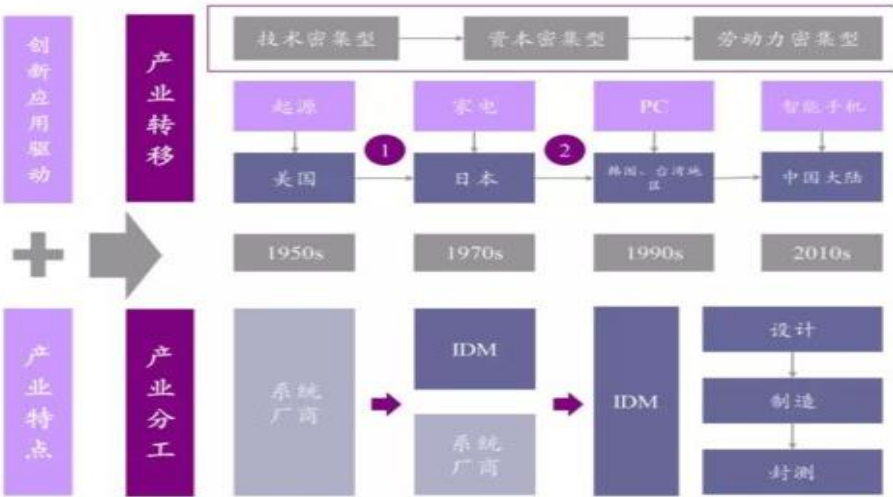 创新应用驱动
产业转移
技术密集型
资本密集型
劳动力密集型
起源
家电
PC
智能手机
1
2
美国
日本
韩国、台湾地
区
中国大陆
1950s
1970s
1990s
2010s
产业特点
产业分工
系统
厂商
IDM
系统
厂商
IDM
设计
制造
封测